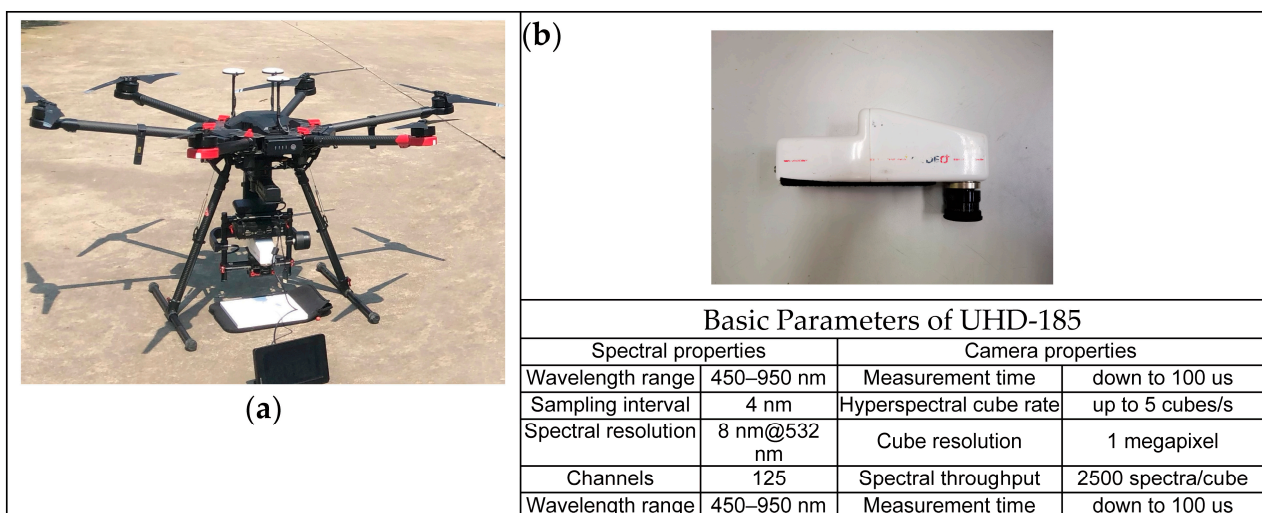 (b)
(a)
Basic Parameters of UHD-185
Spectral properties Camera properties
Wavelength range 450–950 nm Measurement time down to 100 us
Sampling interval 4 nm Hyperspectral cube rate up to 5 cubes/s
Spectral resolution 8 nm@532 nm Cube resolution 1 megapixel
Channels 125 Spectral throughput 2500 spectra/cube
Wavelength range 450–950 nm Measurement time down to 100 us